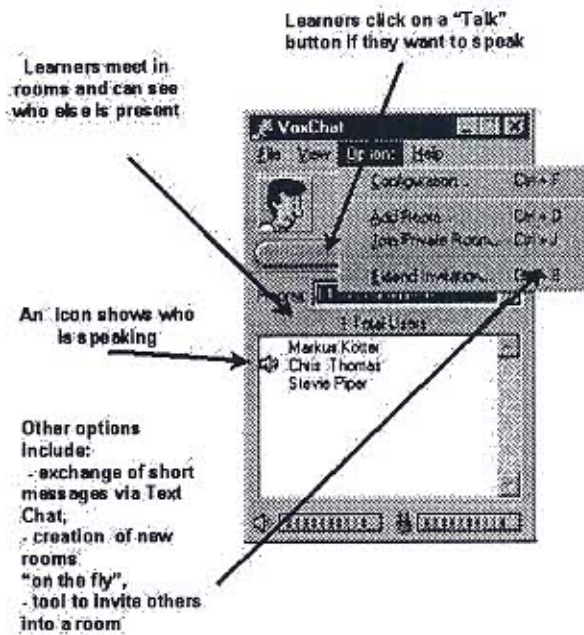 Learners click on a "Talk"
button if they want to speak
Learners meet in
rooms and can see
who else is present
VoxChat
File View Options Help
Configuration... Ctrl + F
Add Room... Ctrl + D
Join Private Room... Ctrl + J
Extend Invitation...
Total Users
An icon shows who
is speaking
Markus Kötter
Chris Thomas
Stevie Piper
Other options
include:
- exchange of short
messages via Text
Chat,
- creation of new
rooms
"on the fly",
- tool to invite others
into a room